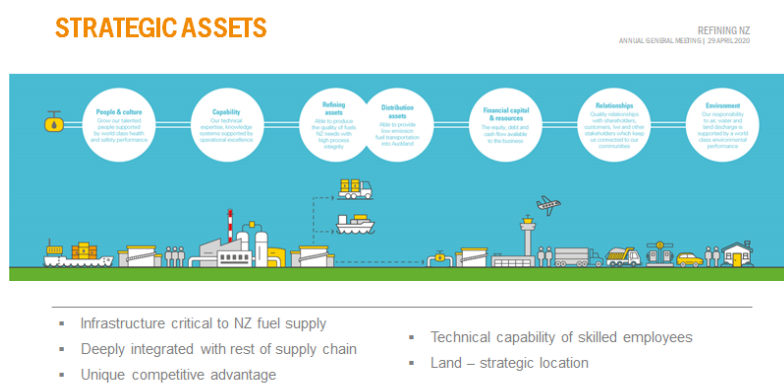 STRATEGIC ASSETS
REFINING NZ
ANNUAL GENERAL MEETING | 29 APRIL 2020
People & culture
Grow our talented
people supported
by world class health
and safety performance
Capability
Our technical
expertise, knowledge
systems supported by
operational excellence
Refining
assets
Able to produce
the quality of fuels
NZ needs with
high process
integrity
Distribution
assets
Able to provide
low emission
fuel transportation
into Auckland
Financial capital
& resources
The equity, debt and
cash flow available
to the business
Relationships
Quality relationships
with shareholders,
customers, iwi and other
stakeholders which keep
us connected to our
communities
Environment
Our responsibility
to air, water and
land discharge is
supported by a world
class environmental
performance
▪ Infrastructure critical to NZ fuel supply
▪ Deeply integrated with rest of supply chain
▪ Unique competitive advantage
▪ Technical capability of skilled employees
▪ Land – strategic location